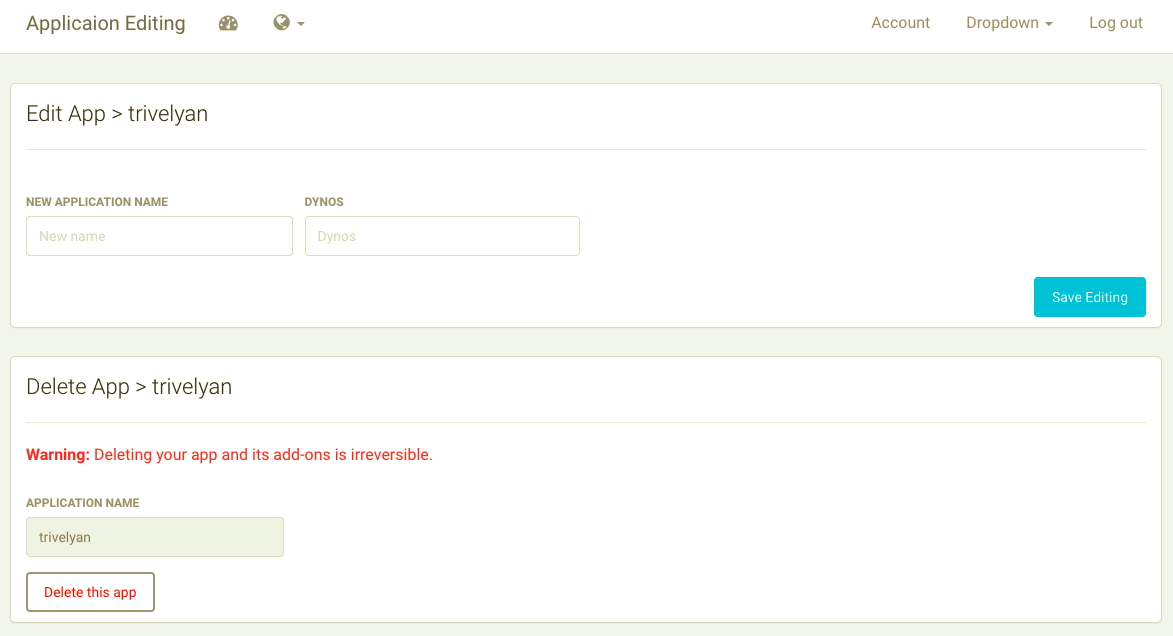 Applicaion Editing
Account Dropdown Log out
Edit App > trivelyan
NEW APPLICATION NAME DYNOS
New name Dynos
Save Editing
Delete App > trivelyan
Warning: Deleting your app and its add-ons is irreversible.
APPLICATION NAME
trivelyan
Delete this app